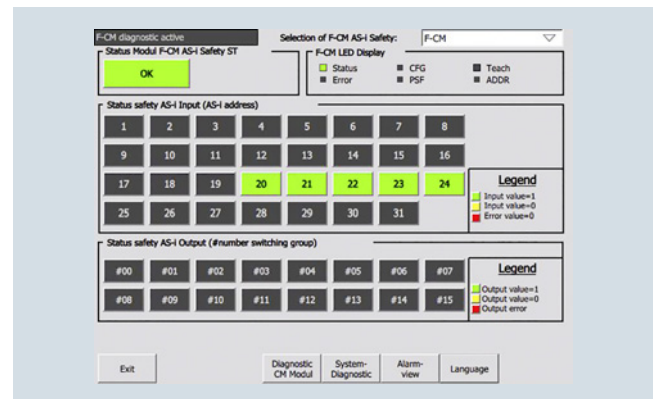 F-CM diagnostic active Selection of F-CM AS-i Safety: F-CM
Status Modul F-CM AS-i Safety ST
OK
F-CM LED Display
Status CFG Teach
Error PSF ADDR
Status safety AS-i Input (AS-i address)
1 2 3 4 5 6 7 8
9 10 11 12 13 14 15 16
17 18 19 20 21 22 23 24
25 26 27 28 29 30 31
Legend
Input value=1
Input value=0
Error value=0
Status safety AS-i Output (#number switching group)
#00 #01 #02 #03 #04 #05 #06 #07
#08 #09 #10 #11 #12 #13 #14 #15
Legend
Output value=1
Output value=0
Output error
Exit
Diagnostic
CM Modul
System-
Diagnostic
Alarm-
view
Language